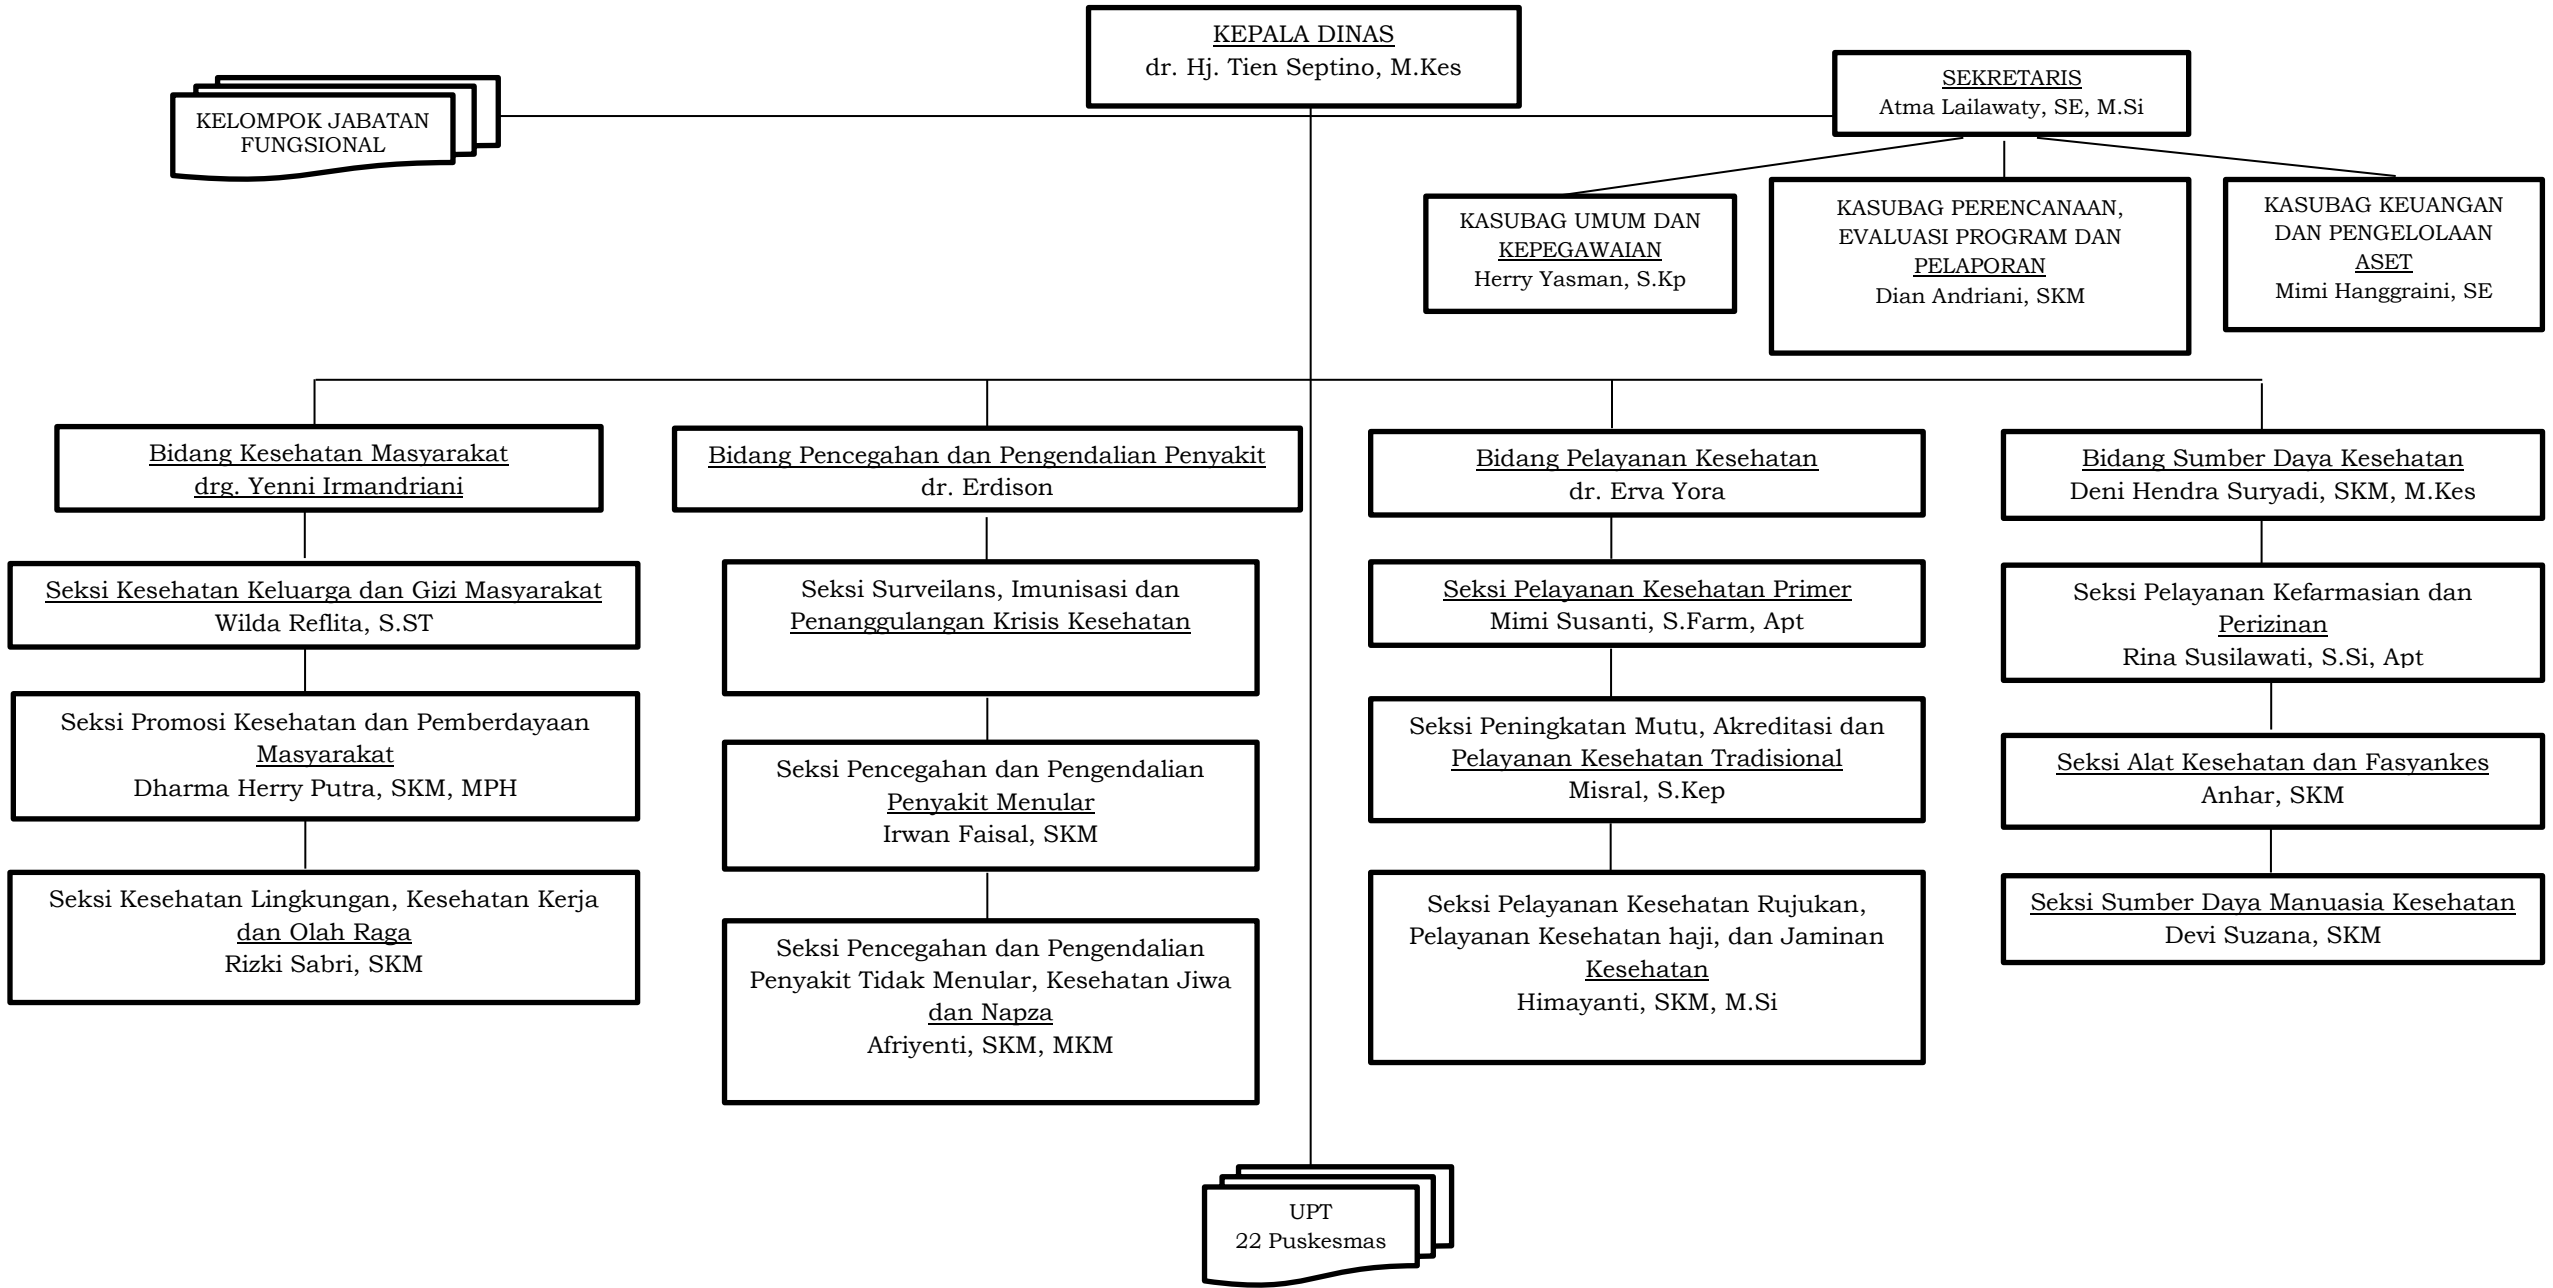 KEPALA DINAS
dr. Hj. Tien Septino, M.Kes
SEKRETARIS
Atma Lailawaty, SE, M.Si
KELOMPOK JABATAN
FUNGSIONAL
KASUBAG UMUM DAN
KEPEGAWAIAN
Herry Yasman, S.Kp
KASUBAG PERENCANAAN,
EVALUASI PROGRAM DAN
PELAPORAN
Dian Andriani, SKM
KASUBAG KEUANGAN
DAN PENGELOLAAN
ASET
Mimi Hanggraini, SE
Bidang Kesehatan Masyarakat
drg. Yenni Irmandriani
Seksi Kesehatan Keluarga dan Gizi Masyarakat
Wilda Reflita, S.ST
Seksi Promosi Kesehatan dan Pemberdayaan
Masyarakat
Dharma Herry Putra, SKM, MPH
Seksi Kesehatan Lingkungan, Kesehatan Kerja
dan Olah Raga
Rizki Sabri, SKM
Bidang Pencegahan dan Pengendalian Penyakit
dr. Erdison
Seksi Surveilans, Imunisasi dan
Penanggulangan Krisis Kesehatan
Seksi Pencegahan dan Pengendalian
Penyakit Menular
Irwan Faisal, SKM
Seksi Pencegahan dan Pengendalian
Penyakit Tidak Menular, Kesehatan Jiwa
dan Napza
Afriyenti, SKM, MKM
Bidang Pelayanan Kesehatan
dr. Erva Yora
Seksi Pelayanan Kesehatan Primer
Mimi Susanti, S.Farm, Apt
Seksi Peningkatan Mutu, Akreditasi dan
Pelayanan Kesehatan Tradisional
Misral, S.Kep
Seksi Pelayanan Kesehatan Rujukan,
Pelayanan Kesehatan haji, dan Jaminan
Kesehatan
Himayanti, SKM, M.Si
Bidang Sumber Daya Kesehatan
Deni Hendra Suryadi, SKM, M.Kes
Seksi Pelayanan Kefarmasian dan
Perizinan
Rina Susilawati, S.Si, Apt
Seksi Alat Kesehatan dan Fasyankes
Anhar, SKM
Seksi Sumber Daya Manuasia Kesehatan
Devi Suzana, SKM
UPT
22 Puskesmas